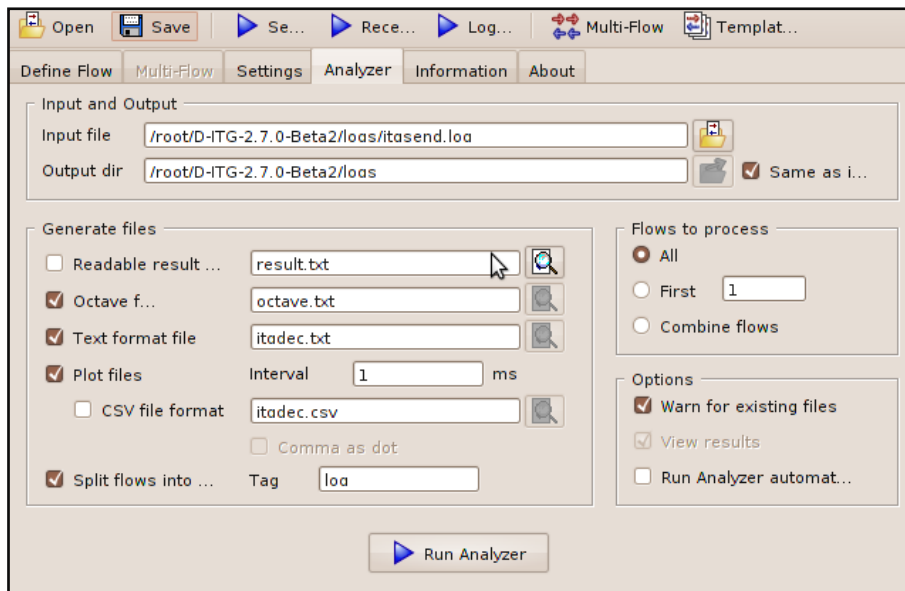 Open Save Se... Rece... Log... Multi-Flow Templat...
Define Flow Multi-Flow Settings Analyzer Information About
Input and Output
Input file /root/D-ITG-2.7.0-Beta2/logs/itgsend.log
Output dir /root/D-ITG-2.7.0-Beta2/logs Same as i...
Generate files
Readable result ... result.txt
Octave f... octave.txt
Text format file itgdec.txt
Plot files Interval 1 ms
CSV file format itgdec.csv
Comma as dot
Split flows into ... Tag log
Flows to process
All
First 1
Combine flows
Options
Warn for existing files
View results
Run Analyzer automat...
Run Analyzer